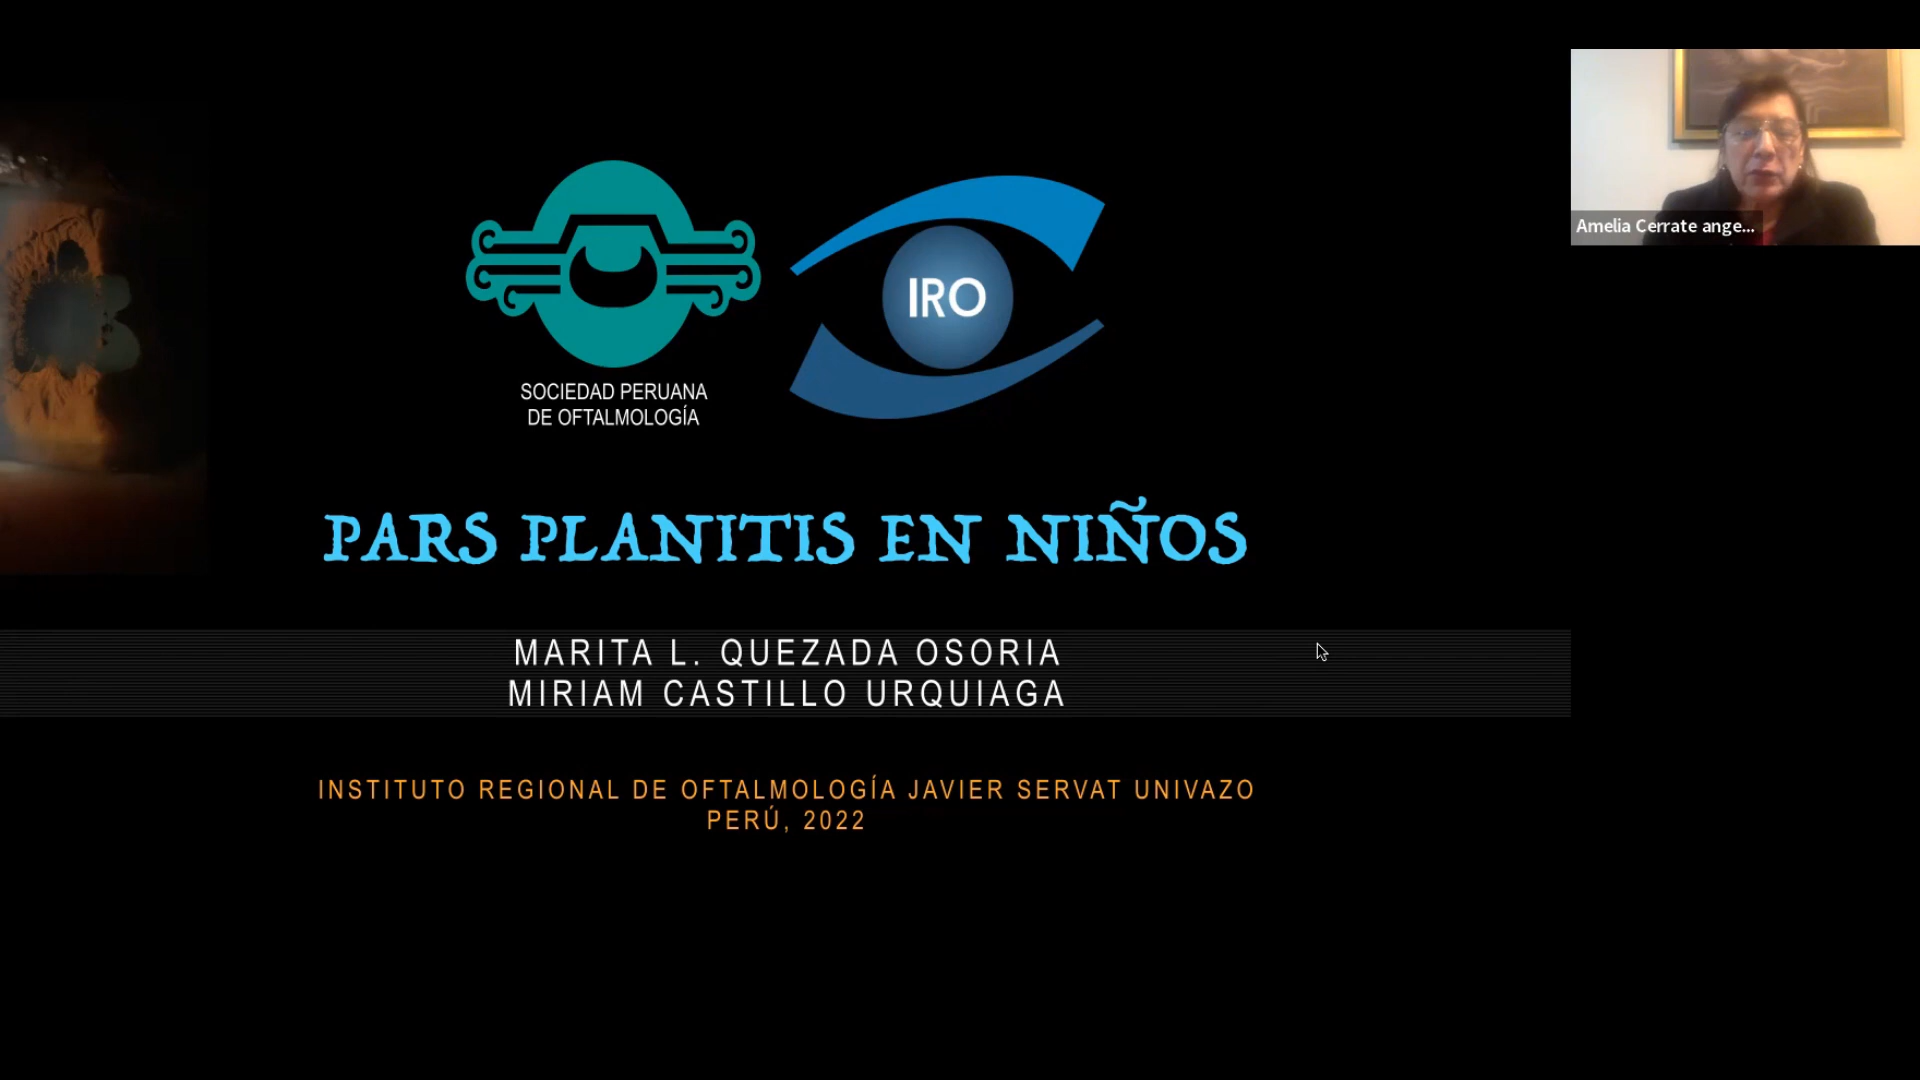 Amelia Cerrate ange...
IRO
SOCIEDAD PERUANA
DE OFTALMOLOGÍA
PARS PLANITIS EN NIÑOS
MARITA L. QUEZADA OSORIA
MIRIAM CASTILLO URQUIAGA
INSTITUTO REGIONAL DE OFTALMOLOGÍA JAVIER SERVAT UNIVAZO
PERÚ, 2022